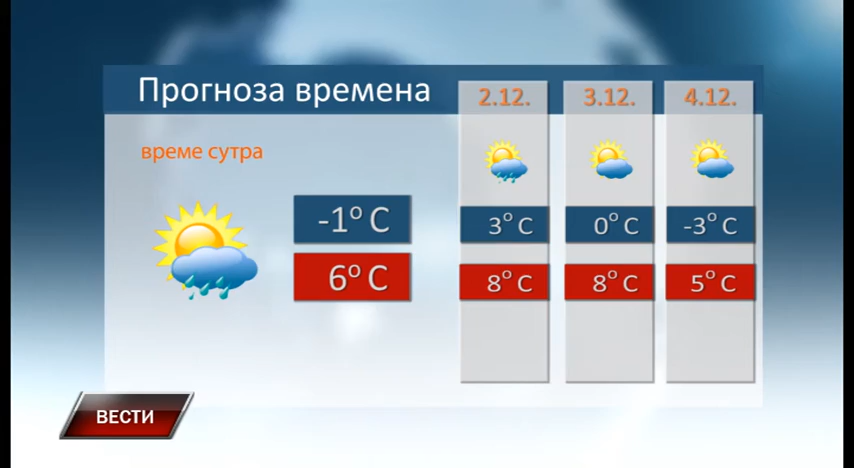 Прогноза времена
време сутра
-1° C
6° C
2.12.
3° C
8° C
3.12.
0° C
8° C
4.12.
-3° C
5° C
ВЕСТИ